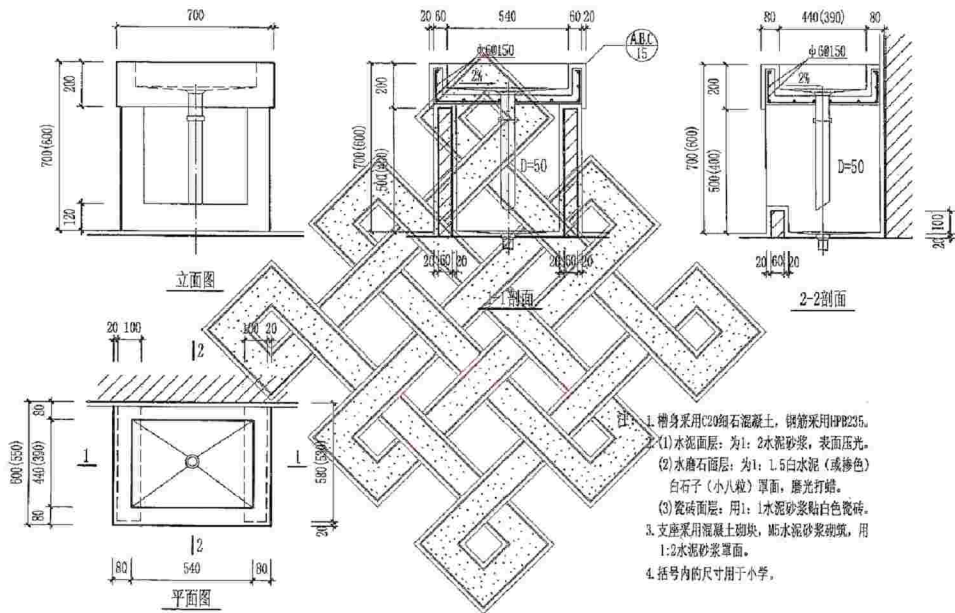 700
200
700(600)
120
立面图
20 60 540 60 20
A.B.C
15
ф6@150
2%
200
700(600)
D=50
20 60 20 20 60 20
1-1剖面
80 440(390) 80
ф6@150
2%
200
700(600)
500(400)
D=50
100
20
20 60 20
2-2剖面
20 100 100 20
2
80
600(550)
440(390)
80
1 1
20
2
80 540 80
平面图
注: 1.槽身采用C20细石混凝土, 钢筋采用HPB235。
2.(1)水泥面层: 为1: 2水泥砂浆, 表面压光。
(2)水磨石面层: 为1: 1.5白水泥(或掺色)
白石子(小八粒)罩面, 磨光打蜡。
(3)瓷砖面层: 用1: 1水泥砂浆贴白色瓷砖。
3.支座采用混凝土砌块, M5水泥砂浆砌筑, 用
1:2水泥砂浆罩面。
4.括号内的尺寸用于小学。